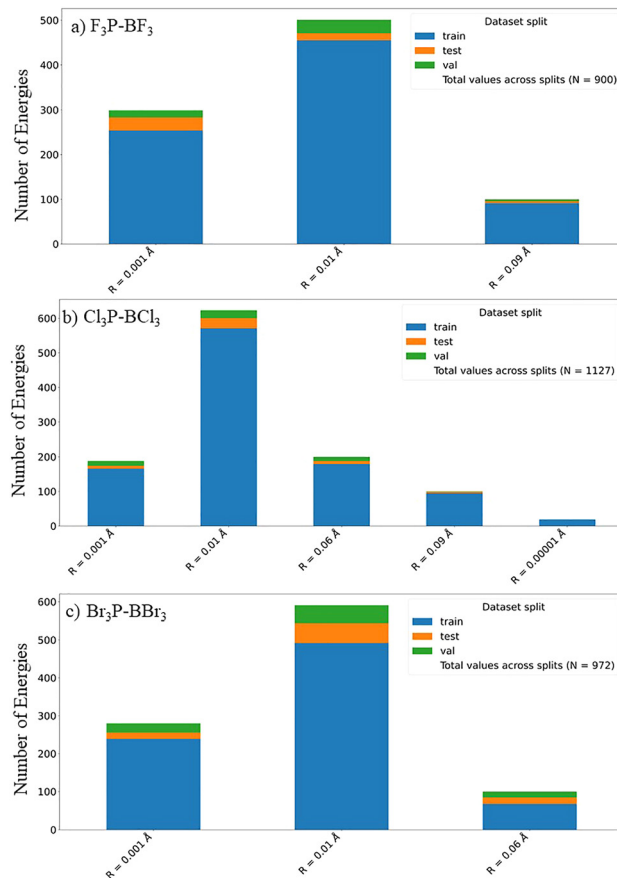 a) F₃P-BF₃
Dataset split
train
test
val
Total values across splits (N = 900)
Number of Energies
500
400
300
200
100
0
R = 0.001 Å
R = 0.01 Å
R = 0.09 Å
b) Cl₃P-BCl₃
Dataset split
train
test
val
Total values across splits (N = 1127)
Number of Energies
600
500
400
300
200
100
0
R = 0.001 Å
R = 0.01 Å
R = 0.06 Å
R = 0.09 Å
R = 0.00001 Å
c) Br₃P-BBr₃
Dataset split
train
test
val
Total values across splits (N = 972)
Number of Energies
600
500
400
300
200
100
0
R = 0.001 Å
R = 0.01 Å
R = 0.06 Å